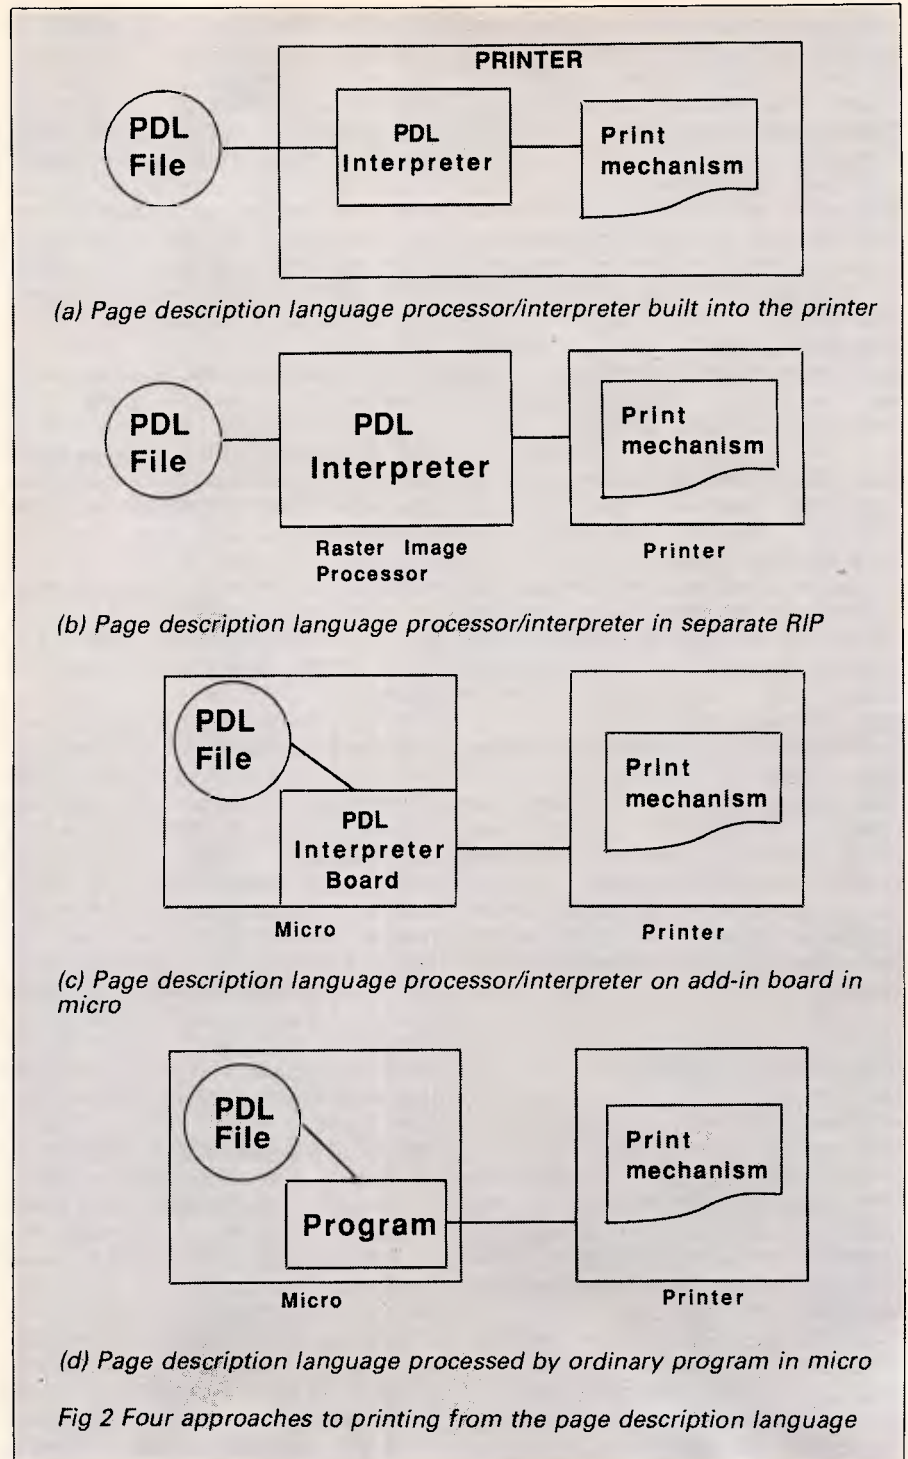 PRINTER
PDL
File
PDL
Interpreter
Print
mechanism
(a) Page description language processor/interpreter built into the printer
PDL
File
PDL
Interpreter
Print
mechanism
Raster Image
Processor
Printer
(b) Page description language processor/interpreter in separate RIP
PDL
File
PDL
Interpreter
Board
Print
mechanism
Micro
Printer
(c) Page description language processor/interpreter on add-in board in
micro
PDL
File
Program
Print
mechanism
Micro
Printer
(d) Page description language processed by ordinary program in micro
Fig 2 Four approaches to printing from the page description language